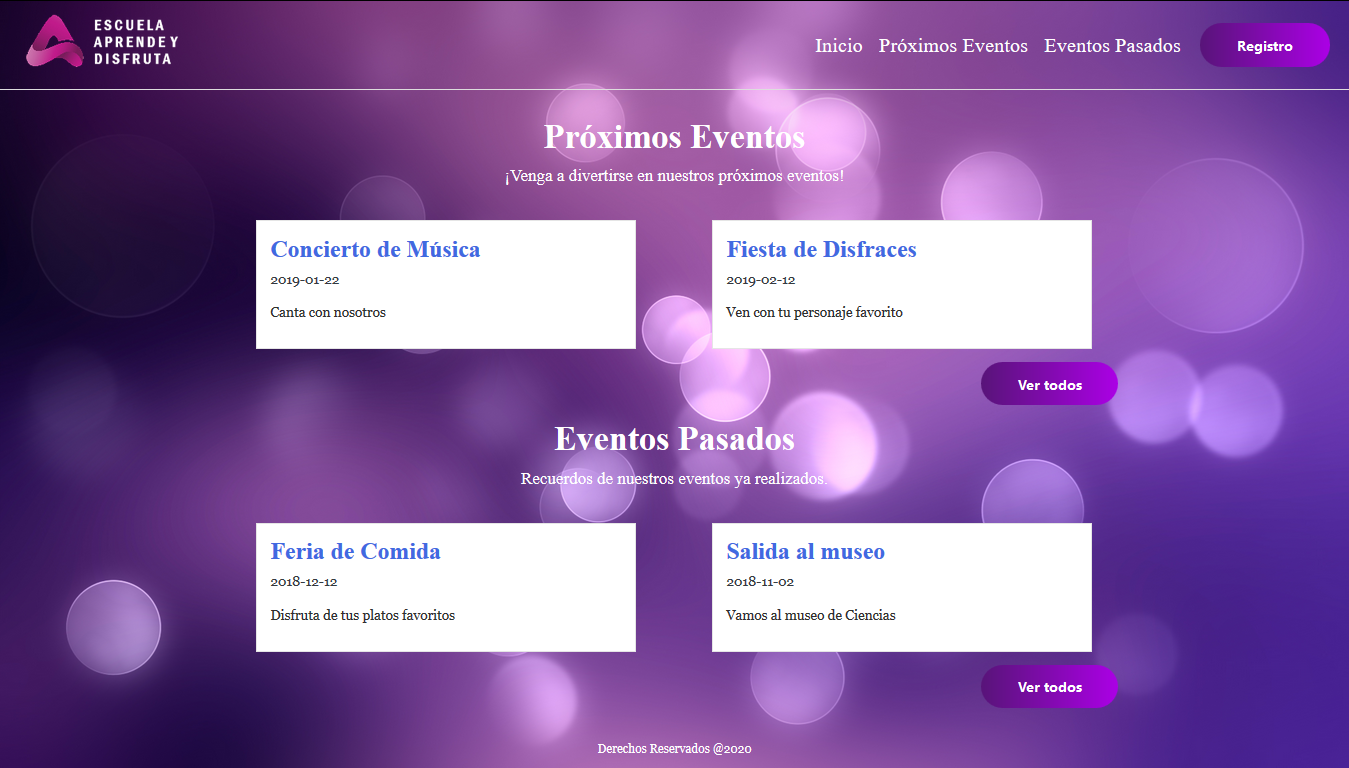 ESCUELA
APRENDE Y
DISFRUTA
Inicio Próximos Eventos Eventos Pasados Registro
Próximos Eventos
¡Venga a divertirse en nuestros próximos eventos!
Concierto de Música
2019-01-22
Canta con nosotros
Fiesta de Disfraces
2019-02-12
Ven con tu personaje favorito
Ver todos
Eventos Pasados
Recuerdos de nuestros eventos ya realizados.
Feria de Comida
2018-12-12
Disfruta de tus platos favoritos
Salida al museo
2018-11-02
Vamos al museo de Ciencias
Ver todos
Derechos Reservados @2020